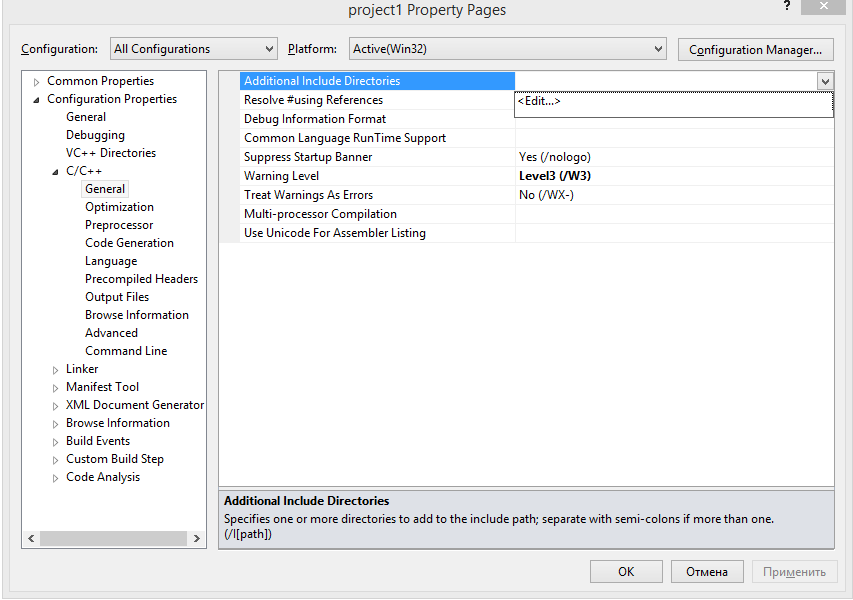 project1 Property Pages
? ×
Configuration: All Configurations Platform: Active(Win32) Configuration Manager...
Common Properties
Configuration Properties
General
Debugging
VC++ Directories
C/C++
General
Optimization
Preprocessor
Code Generation
Language
Precompiled Headers
Output Files
Browse Information
Advanced
Command Line
Linker
Manifest Tool
XML Document Generator
Browse Information
Build Events
Custom Build Step
Code Analysis
Additional Include Directories
<Edit...>
Resolve #using References
Debug Information Format
Common Language RunTime Support
Suppress Startup Banner Yes (/nologo)
Warning Level Level3 (/W3)
Treat Warnings As Errors No (/WX-)
Multi-processor Compilation
Use Unicode For Assembler Listing
Additional Include Directories
Specifies one or more directories to add to the include path; separate with semi-colons if more than one.
(/I[path])
OK Отмена Применить